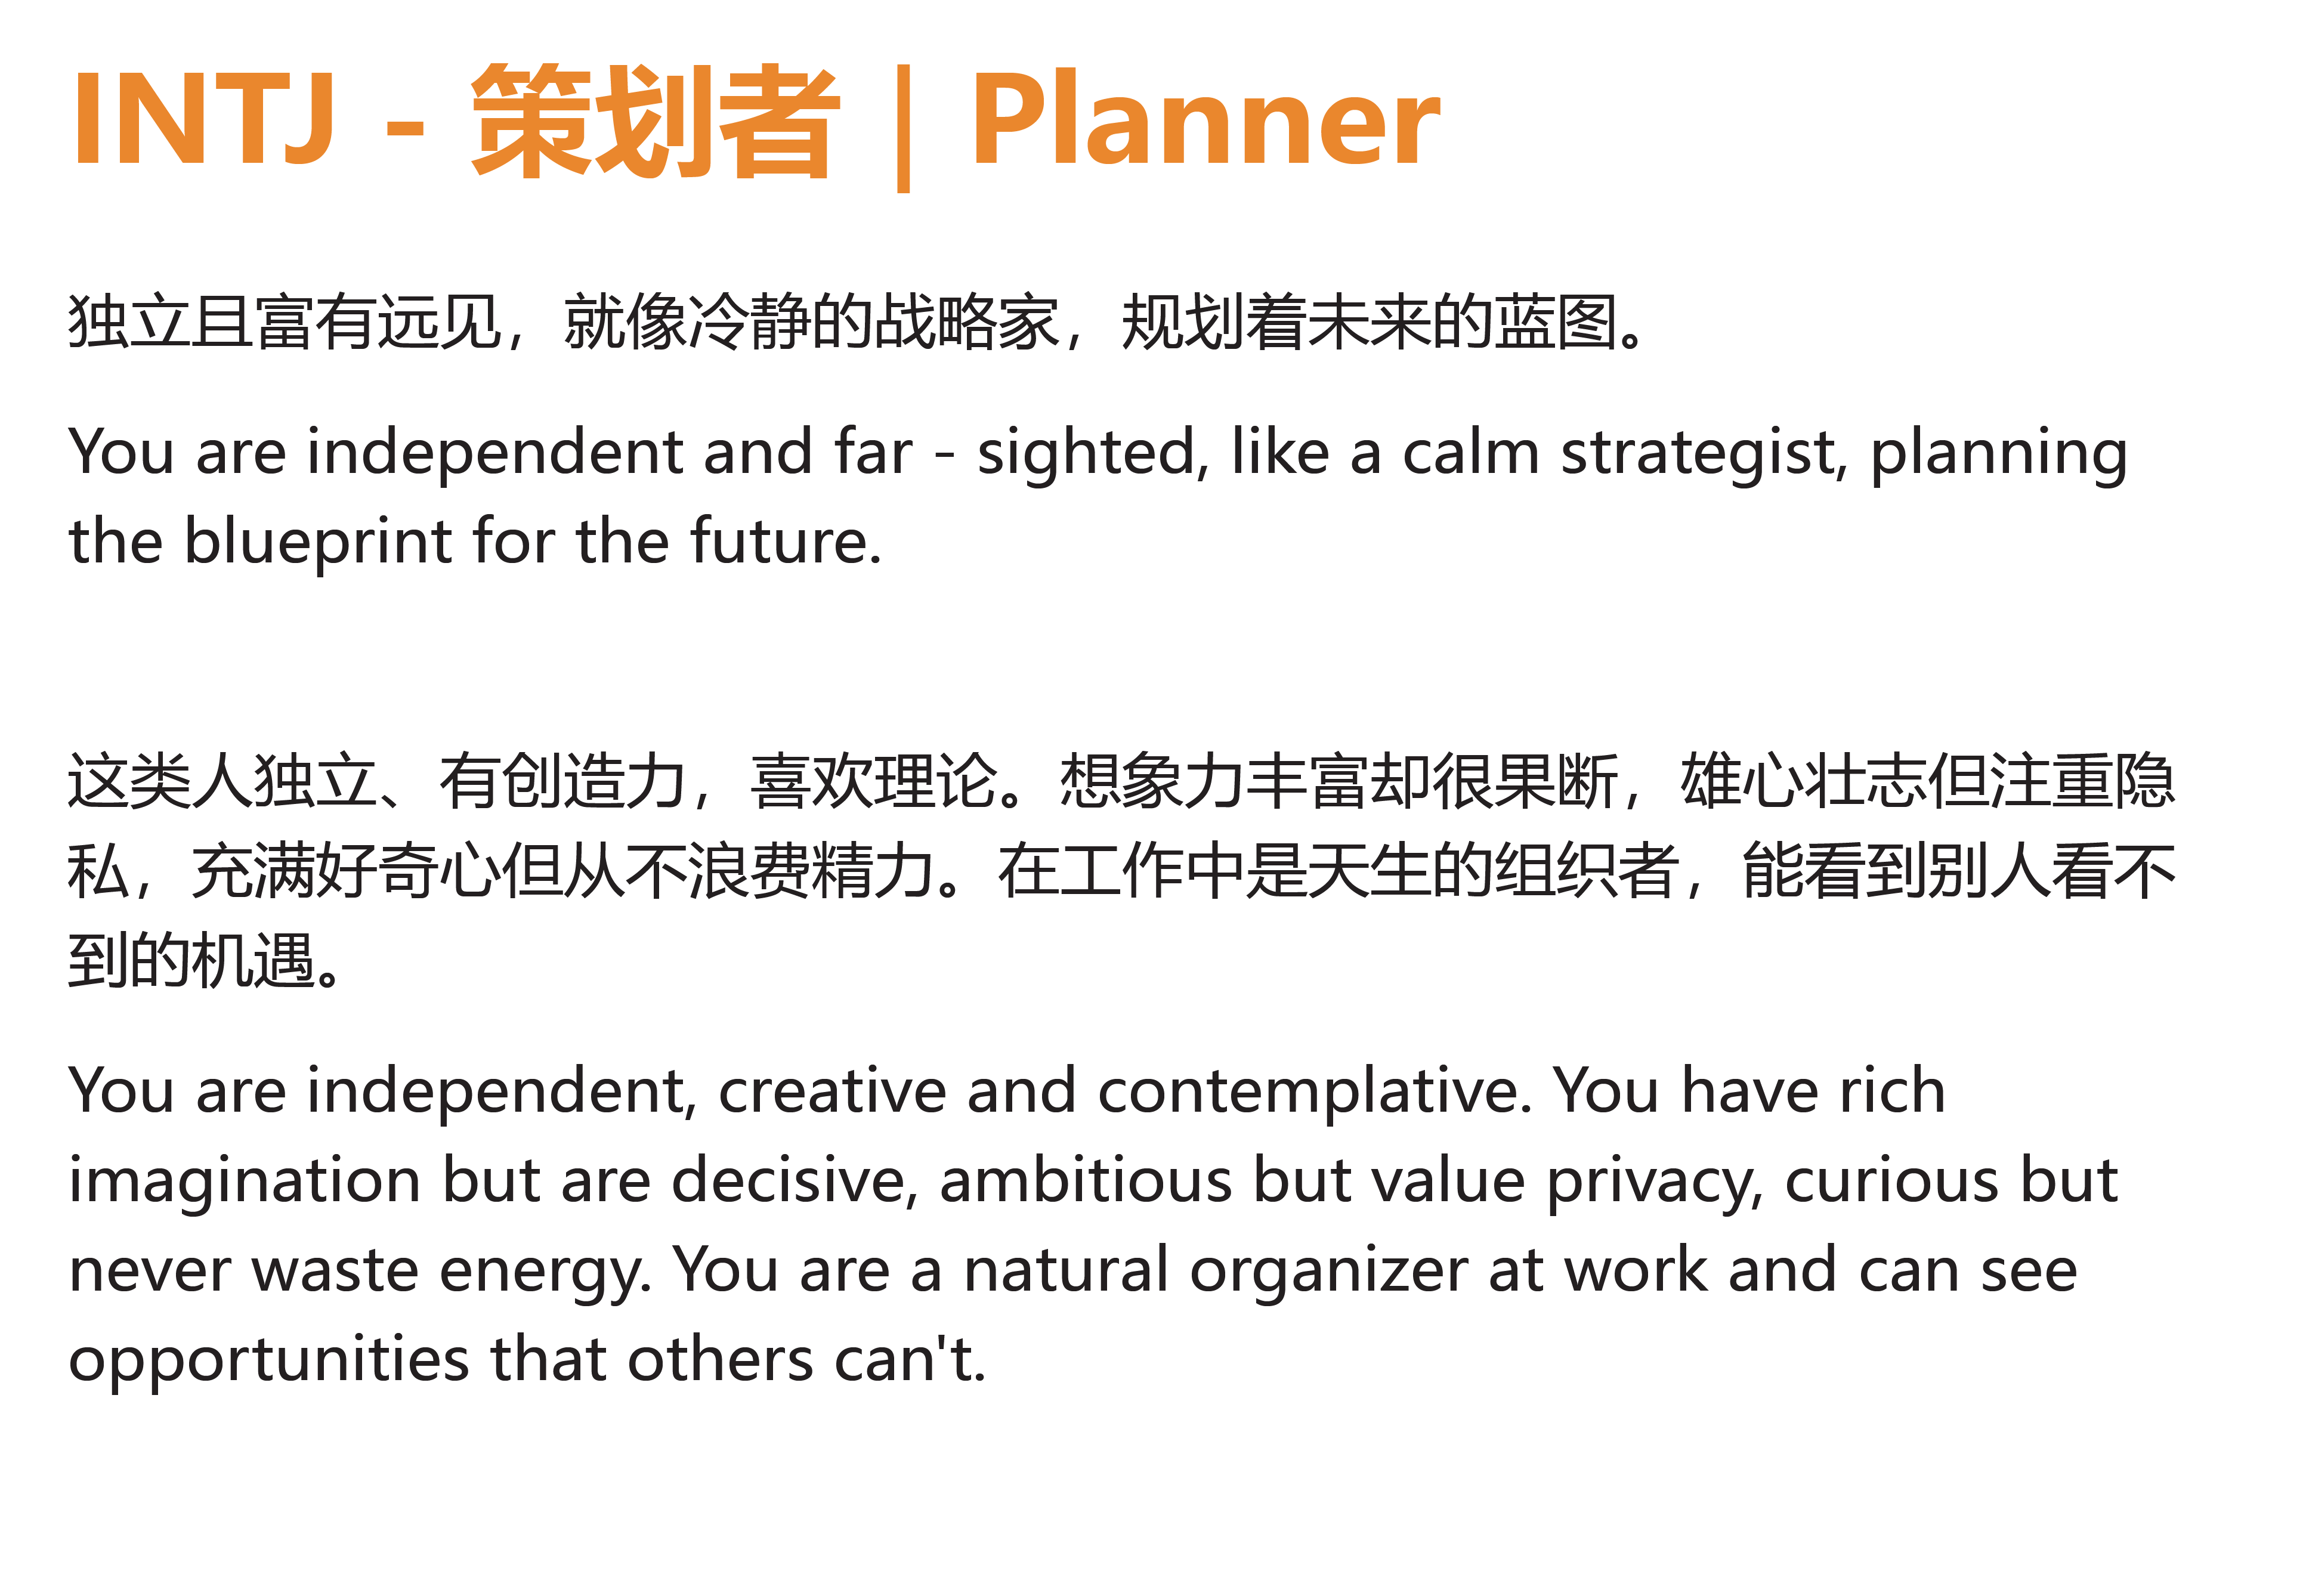 INTJ - 策划者 | Planner
独立且富有远见，就像冷静的战略家，规划着未来的蓝图。
You are independent and far - sighted, like a calm strategist, planning
the blueprint for the future.
这类人独立、有创造力，喜欢理论。想象力丰富却很果断，雄心壮志但注重隐
私，充满好奇心但从不浪费精力。在工作中是天生的组织者，能看到别人看不
到的机遇。
You are independent, creative and contemplative. You have rich
imagination but are decisive, ambitious but value privacy, curious but
never waste energy. You are a natural organizer at work and can see
opportunities that others can't.